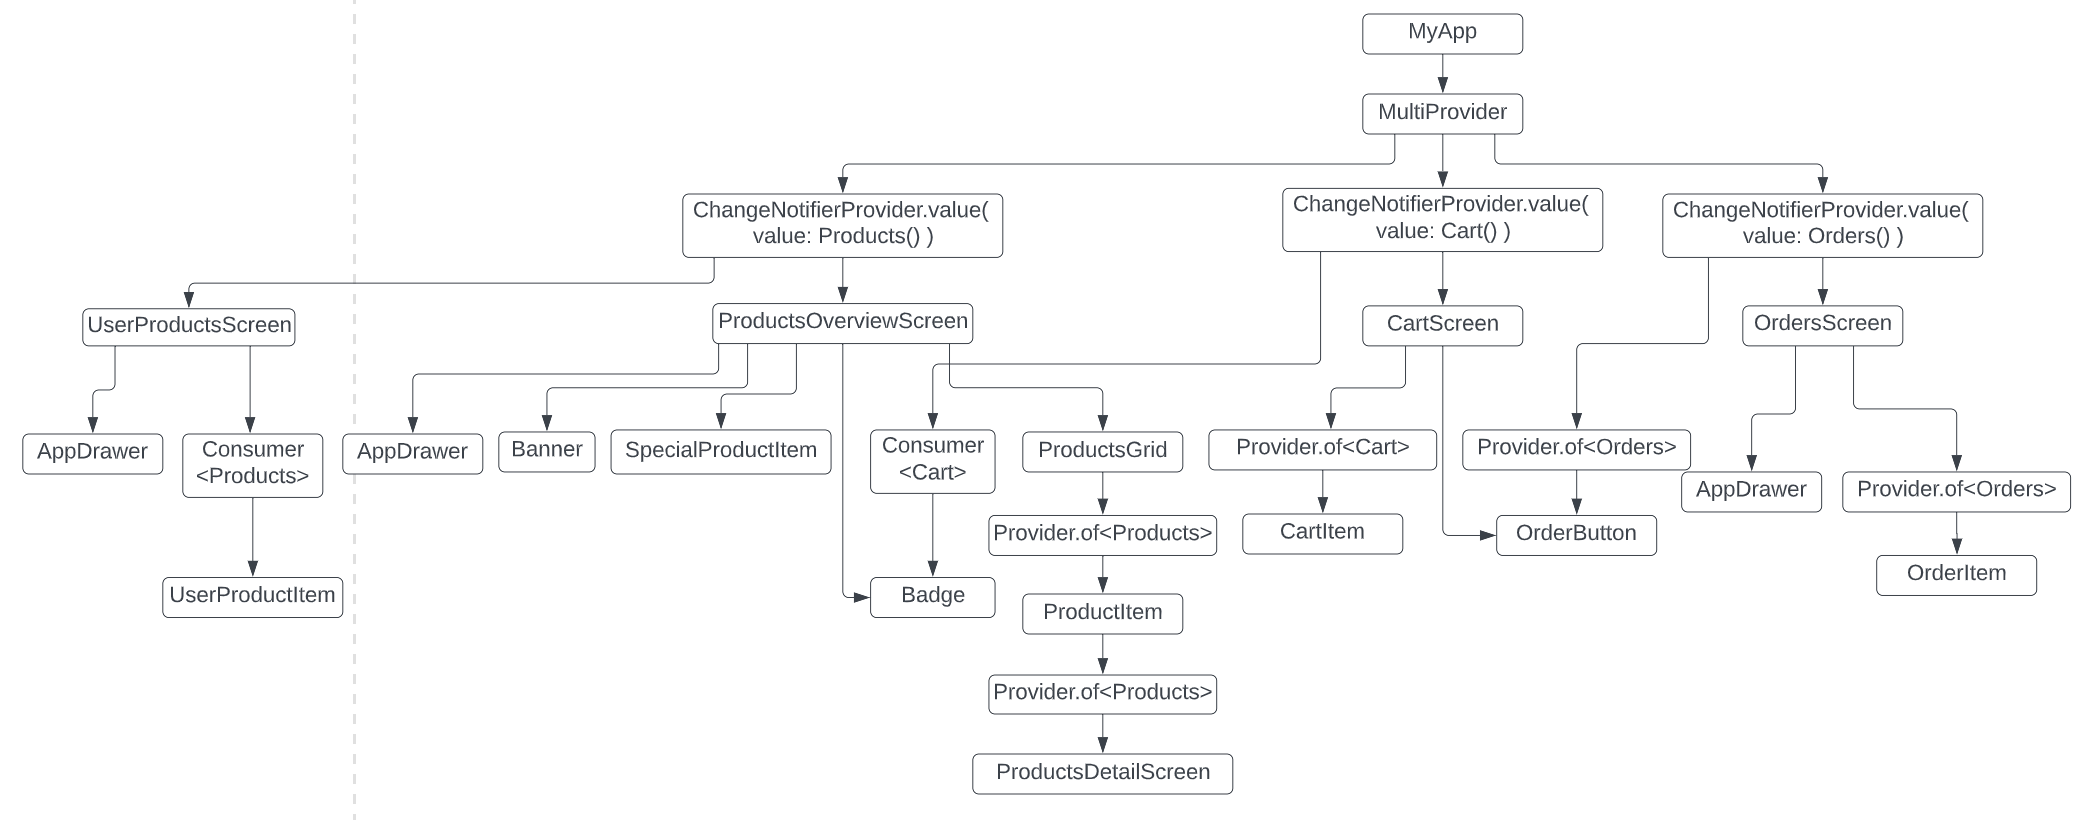 MyApp
MultiProvider
ChangeNotifierProvider.value(
value: Products() )
ChangeNotifierProvider.value(
value: Cart() )
ChangeNotifierProvider.value(
value: Orders() )
UserProductsScreen
ProductsOverviewScreen
CartScreen
OrdersScreen
AppDrawer
Consumer
<Products>
AppDrawer
Banner
SpecialProductItem
Consumer
<Cart>
ProductsGrid
Provider.of<Cart>
Provider.of<Orders>
AppDrawer
Provider.of<Orders>
Provider.of<Products>
CartItem
OrderButton
OrderItem
UserProductItem
Badge
ProductItem
Provider.of<Products>
ProductsDetailScreen